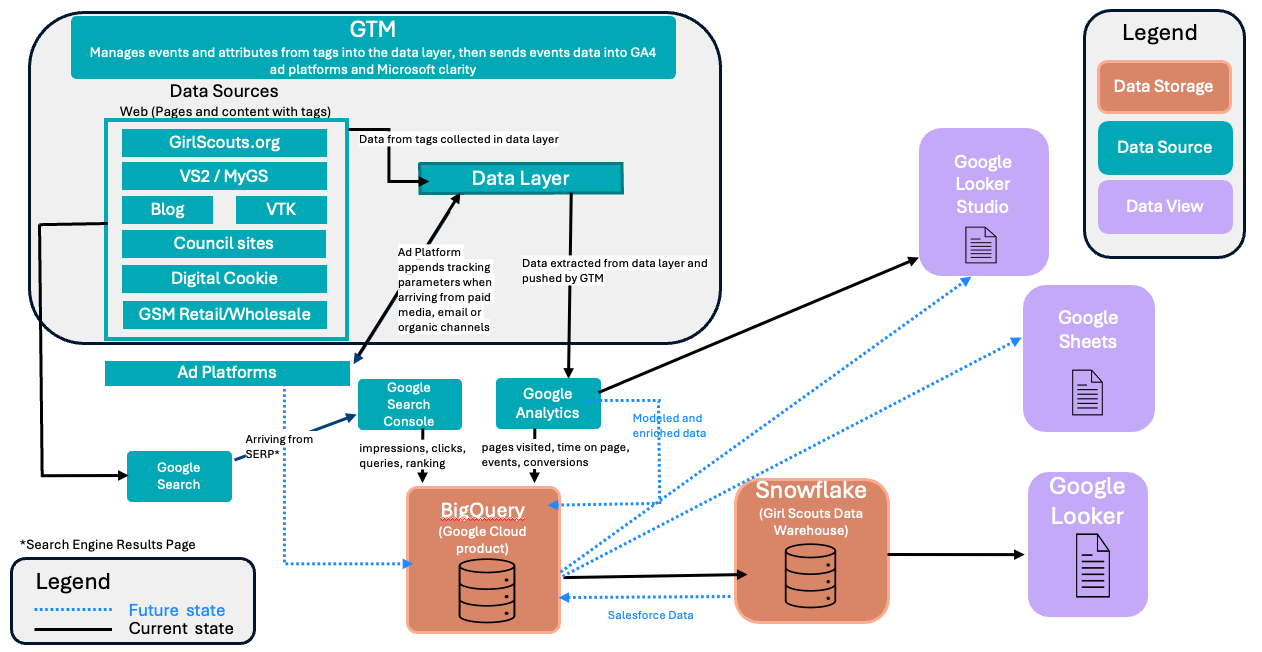 GTM
Manages events and attributes from tags into the data layer, then sends events data into GA4
ad platforms and Microsoft clarity
Data Sources
Web (Pages and content with tags)
GirlScouts.org
VS2 / MyGS
Blog
VTK
Council sites
Digital Cookie
GSM Retail/Wholesale
Data from tags collected in data layer
Data Layer
Ad Platform
appends tracking
parameters when
arriving from paid
media, email or
organic channels
Data extracted from data layer and
pushed by GTM
Ad Platforms
Google
Search
Console
Google
Analytics
Modeled and
enriched data
Arriving from
SERP*
impressions, clicks,
queries, ranking
pages visited, time on page,
events, conversions
Google
Search
BigQuery
(Google Cloud
product)
Snowflake
(Girl Scouts Data
Warehouse)
Salesforce Data
Google
Looker
Studio
Google
Sheets
Google
Looker
Legend
Data Storage
Data Source
Data View
*Search Engine Results Page
Legend
Future state
Current state